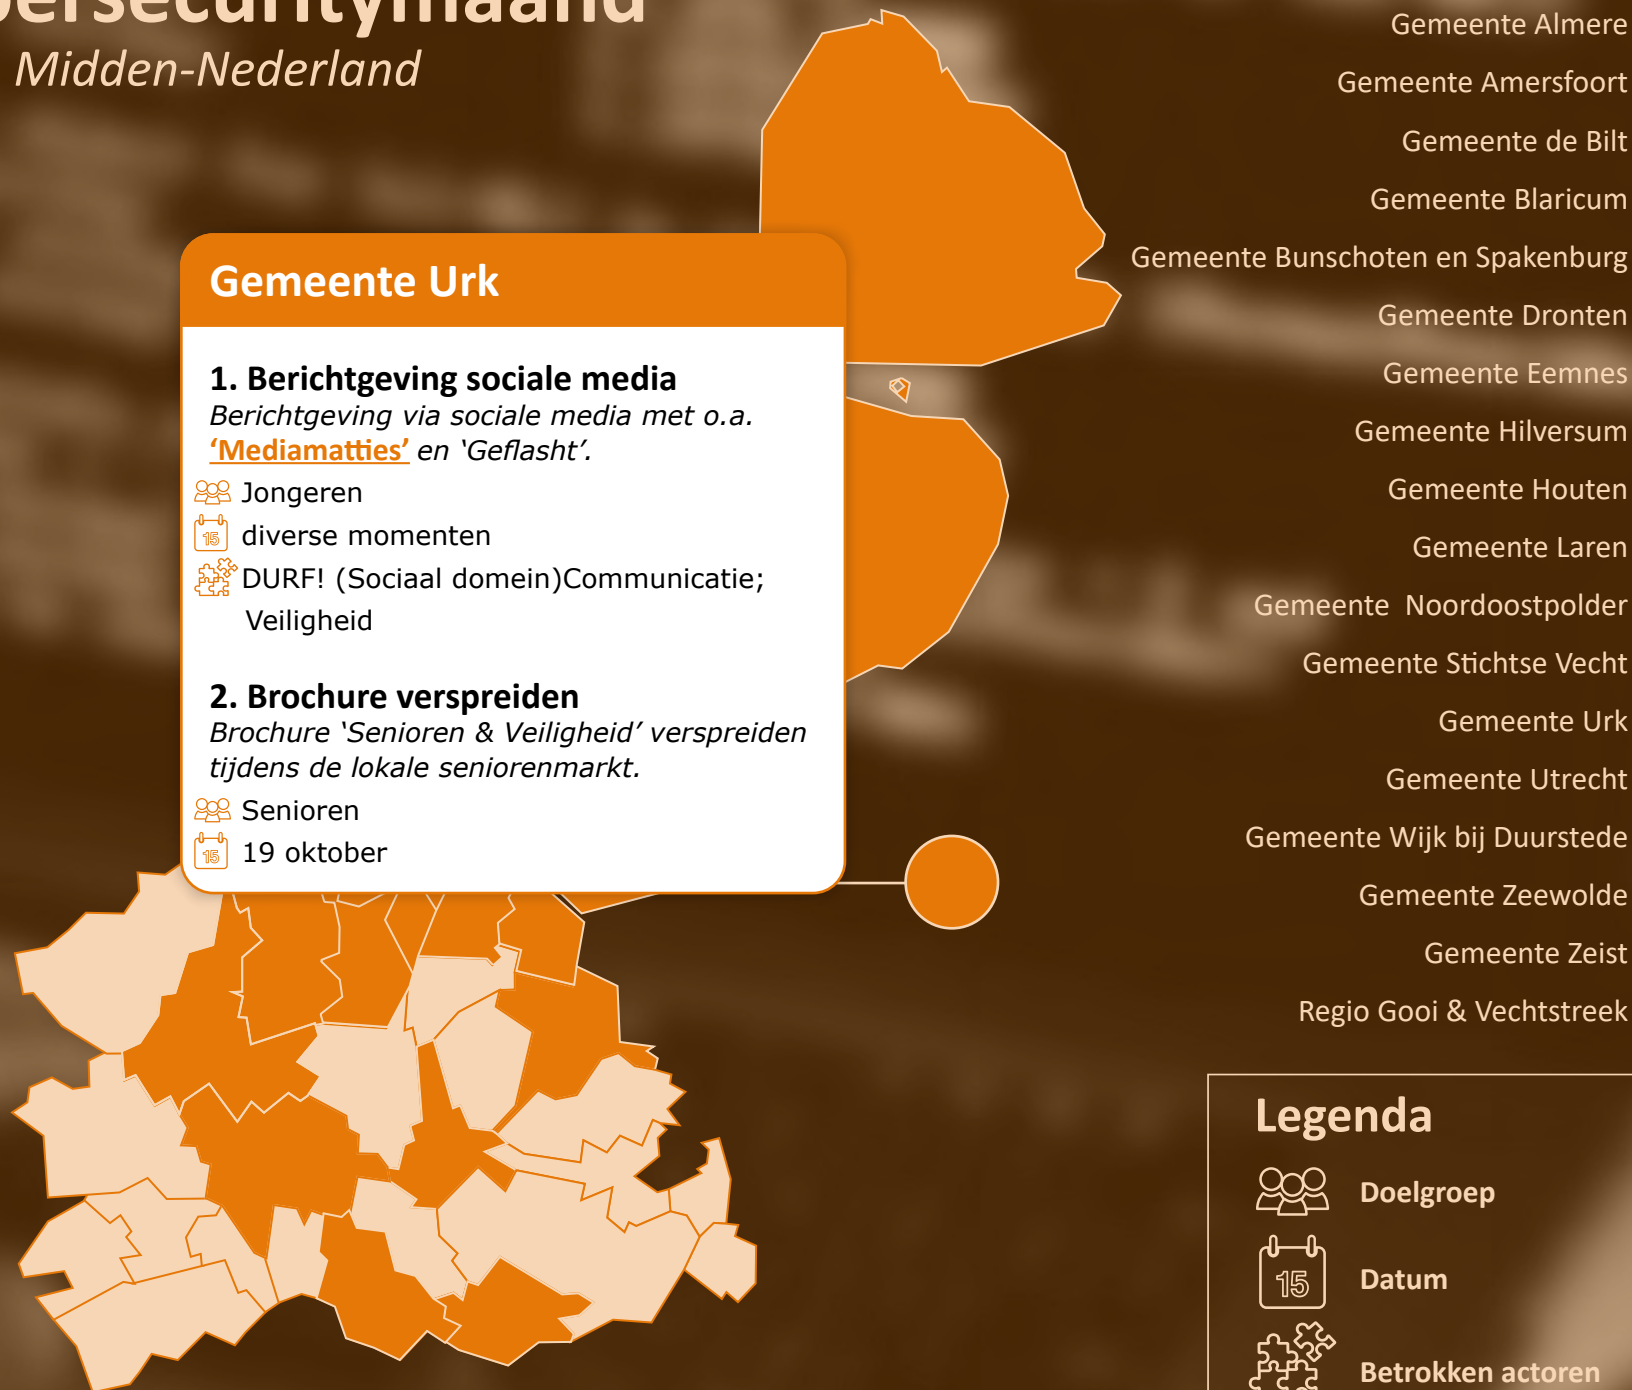 bersecuritymaand
Midden-Nederland
Gemeente Urk
1. Berichtgeving sociale media
Berichtgeving via sociale media met o.a.
‘Mediamatties’ en ‘Geflasht’.
Jongeren
15 diverse momenten
DURF! (Sociaal domein)Communicatie;
Veiligheid
2. Brochure verspreiden
Brochure ‘Senioren & Veiligheid’ verspreiden
tijdens de lokale seniorenmarkt.
Senioren
15 19 oktober
Gemeente Almere
Gemeente Amersfoort
Gemeente de Bilt
Gemeente Blaricum
Gemeente Bunschoten en Spakenburg
Gemeente Dronten
Gemeente Eemnes
Gemeente Hilversum
Gemeente Houten
Gemeente Laren
Gemeente  Noordoostpolder
Gemeente Stichtse Vecht
Gemeente Urk
Gemeente Utrecht
Gemeente Wijk bij Duurstede
Gemeente Zeewolde
Gemeente Zeist
Regio Gooi & Vechtstreek
Legenda
Doelgroep
15 Datum
Betrokken actoren